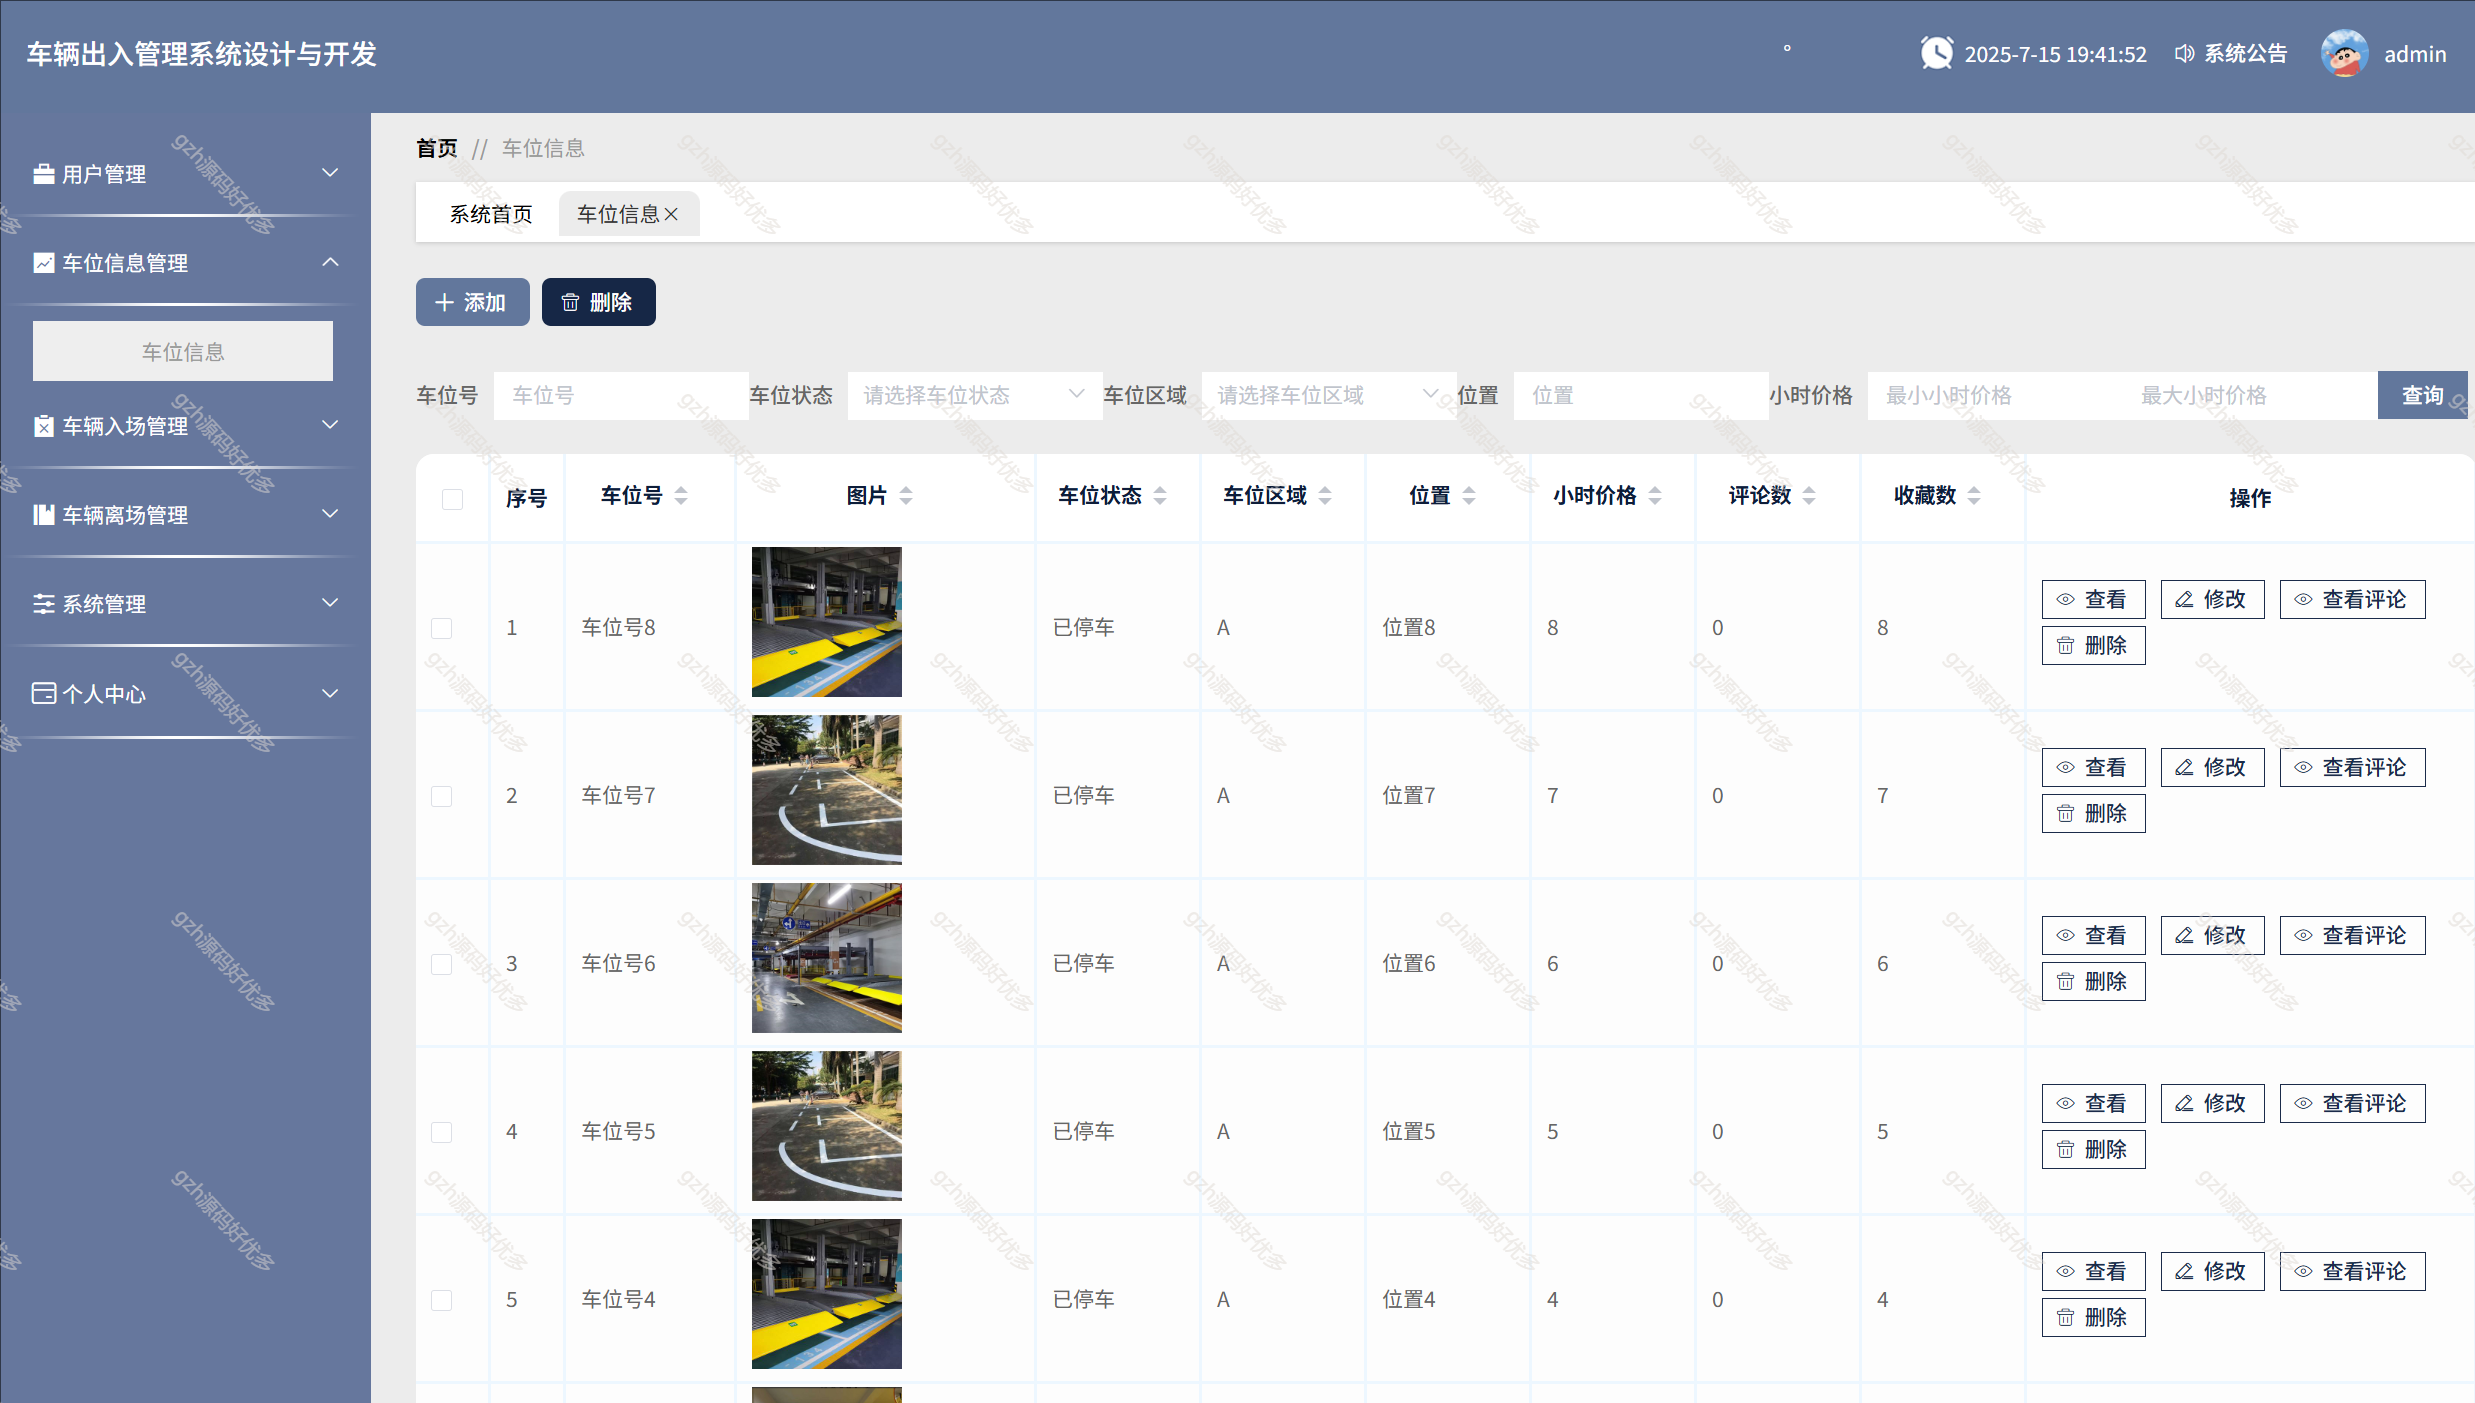 车辆出入管理系统设计与开发
2025-7-15 19:41:52 系统公告 admin
用户管理
车位信息管理
车位信息
车辆入场管理
车辆离场管理
系统管理
个人中心
首页 // 车位信息
系统首页 车位信息
添加 删除
车位号 车位号 车位状态 请选择车位状态 车位区域 请选择车位区域 位置 位置 小时价格 最小小时价格 最大小时价格 查询
序号 车位号 图片 车位状态 车位区域 位置 小时价格 评论数 收藏数 操作
1 车位号8 已停车 A 位置8 8 0 8 查看 修改 查看评论
删除
2 车位号7 已停车 A 位置7 7 0 7 查看 修改 查看评论
删除
3 车位号6 已停车 A 位置6 6 0 6 查看 修改 查看评论
删除
4 车位号5 已停车 A 位置5 5 0 5 查看 修改 查看评论
删除
5 车位号4 已停车 A 位置4 4 0 4 查看 修改 查看评论
删除
gzh源码好优多